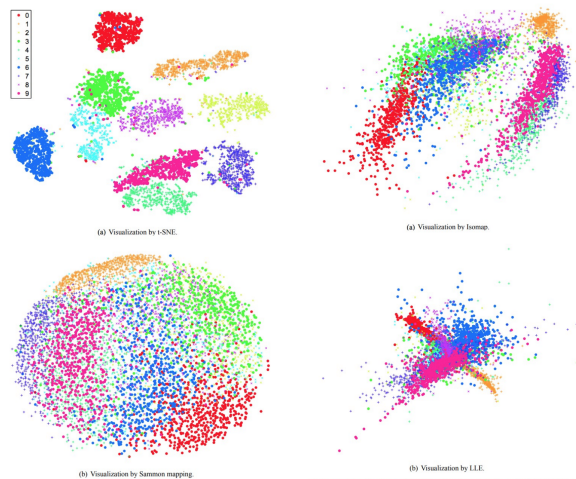 0
1
2
3
4
5
6
7
8
9
(a) Visualization by t-SNE.
(a) Visualization by Isomap.
(b) Visualization by Sammon mapping.
(b) Visualization by LLE.